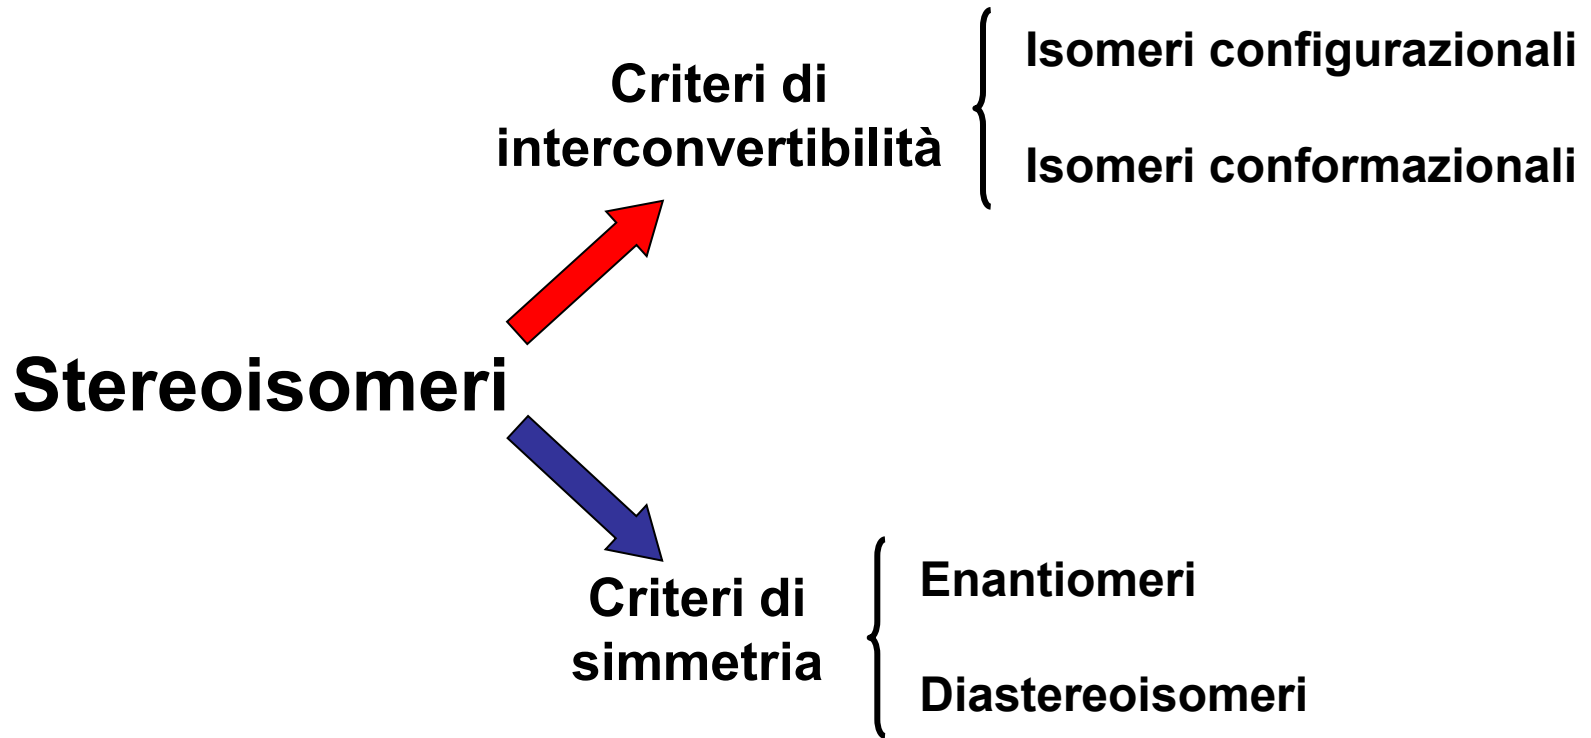 Isomeri configurazionali
Criteri di
interconvertibilità
Isomeri conformazionali
Stereoisomeri
Enantiomeri
Criteri di
simmetria
Diastereoisomeri